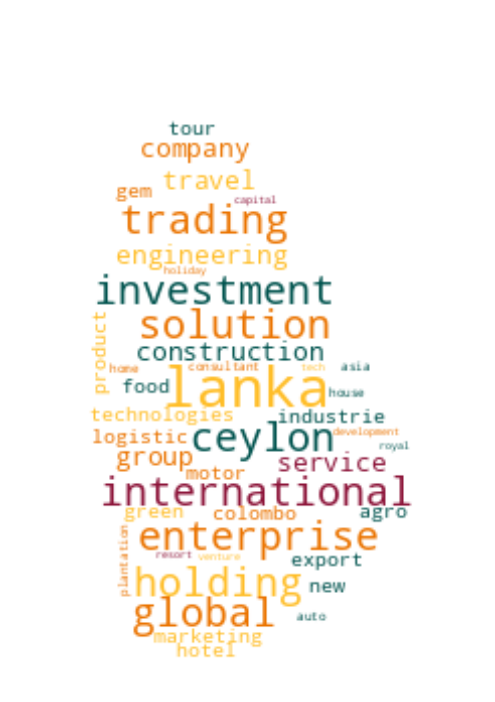 tour
company
travel
gem
capital
trading
engineering
holiday
investment
product
solution
construction
home
consultant
tech
asia
food
lanka
house
technologies
industrie
logistic
ceylon
development
royal
group
service
motor
international
green
colombo
agro
plantation
enterprise
resort
venture
export
holding
new
global
auto
marketing
hotel